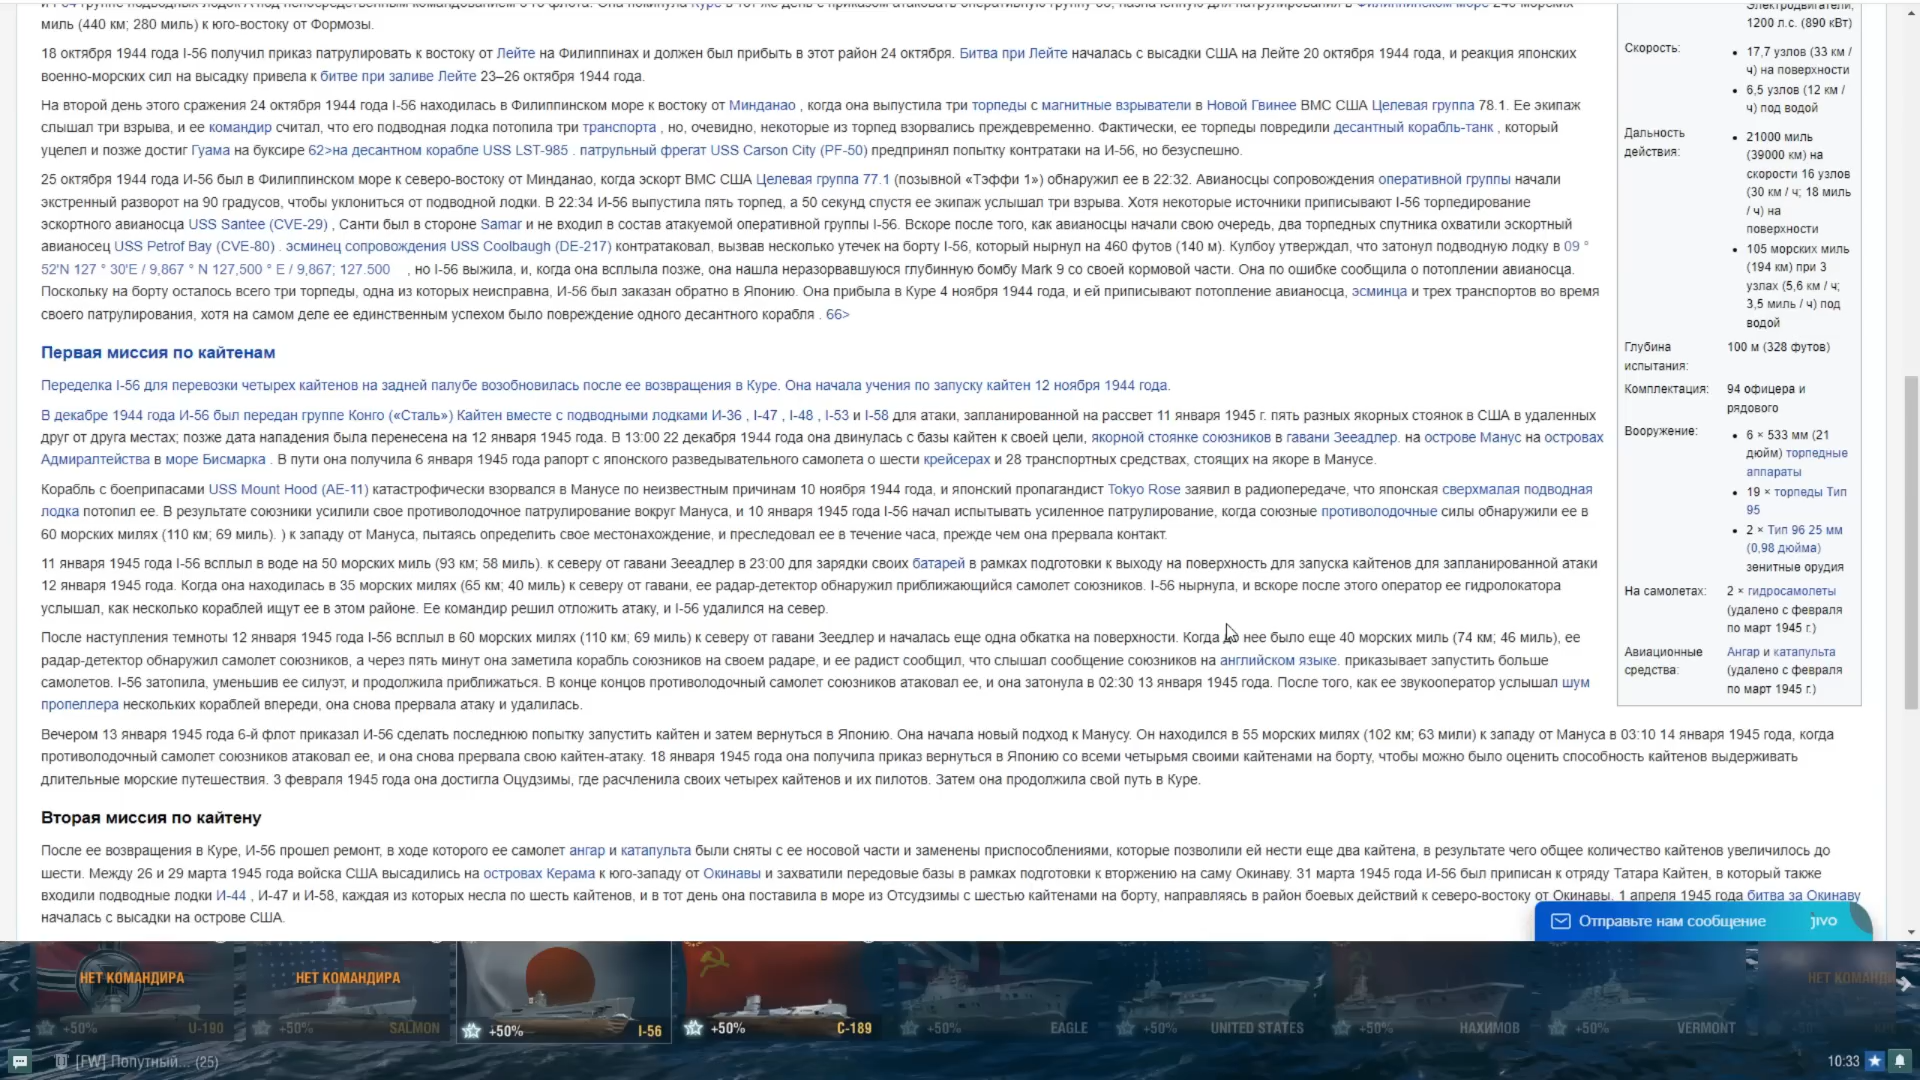 миль (440 км; 280 миль) к юго-востоку от Формозы.
18 октября 1944 года I-56 получил приказ патрулировать к востоку от Лейте на Филиппинах и должен был прибыть в этот район 24 октября. Битва при Лейте началась с высадки США на Лейте 20 октября 1944 года, и реакция японских
военно-морских сил на высадку привела к битве при заливе Лейте 23–26 октября 1944 года.
На второй день этого сражения 24 октября 1944 года I-56 находилась в Филиппинском море к востоку от Минданао , когда она выпустила три торпеды с магнитные взрыватели в Новой Гвинее ВМС США Целевая группа 78.1. Ее экипаж
слышал три взрыва, и ее командир считал, что его подводная лодка потопила три транспорта , но, очевидно, некоторые из торпед взорвались преждевременно. Фактически, ее торпеды повредили десантный корабль-танк , который
уцелел и позже достиг Гуама на буксире 62>на десантном корабле USS LST-985 . патрульный фрегат USS Carson City (PF-50) предпринял попытку контратаки на И-56, но безуспешно.
25 октября 1944 года И-56 был в Филиппинском море к северо-востоку от Минданао, когда эскорт ВМС США Целевая группа 77.1 (позывной «Тэффи 1») обнаружил ее в 22:32. Авианосцы сопровождения оперативной группы начали
экстренный разворот на 90 градусов, чтобы уклониться от подводной лодки. В 22:34 И-56 выпустила пять торпед, а 50 секунд спустя ее экипаж услышал три взрыва. Хотя некоторые источники приписывают I-56 торпедирование
эскортного авианосца USS Santee (CVE-29) , Санти был в стороне Samar и не входил в состав атакуемой оперативной группы I-56. Вскоре после того, как авианосцы начали свою очередь, два торпедных спутника охватили эскортный
авианосец USS Petrof Bay (CVE-80) . эсминец сопровождения USS Coolbaugh (DE-217) контратаковал, вызвав несколько утечек на борту I-56, который нырнул на 460 футов (140 м). Кулбоу утверждал, что затонул подводную лодку в 09 °
52'N 127 ° 30'E / 9,867 ° N 127,500 ° E / 9,867; 127.500 , но I-56 выжила, и, когда она всплыла позже, она нашла неразорвавшуюся глубинную бомбу Mark 9 со своей кормовой части. Она по ошибке сообщила о потоплении авианосца.
Поскольку на борту осталось всего три торпеды, одна из которых неисправна, И-56 был заказан обратно в Японию. Она прибыла в Куре 4 ноября 1944 года, и ей приписывают потопление авианосца, эсминца и трех транспортов во время
своего патрулирования, хотя на самом деле ее единственным успехом было повреждение одного десантного корабля . 66>
Первая миссия по кайтенам
Переделка I-56 для перевозки четырех кайтенов на задней палубе возобновилась после ее возвращения в Куре. Она начала учения по запуску кайтен 12 ноября 1944 года.
В декабре 1944 года И-56 был передан группе Конго («Сталь») Кайтен вместе с подводными лодками И-36 , I-47 , I-48 , I-53 и I-58 для атаки, запланированной на рассвет 11 января 1945 г. пять разных якорных стоянок в США в удаленных
друг от друга местах; позже дата нападения была перенесена на 12 января 1945 года. В 13:00 22 декабря 1944 года она двинулась с базы кайтен к своей цели, якорной стоянке союзников в гавани Зееадлер. на острове Манус на островах
Адмиралтейства в море Бисмарка . В пути она получила 6 января 1945 года рапорт с японского разведывательного самолета о шести крейсерах и 28 транспортных средствах, стоящих на якоре в Манусе.
Корабль с боеприпасами USS Mount Hood (AE-11) катастрофически взорвался в Манусе по неизвестным причинам 10 ноября 1944 года, и японский пропагандист Tokyo Rose заявил в радиопередаче, что японская сверхмалая подводная
лодка потопил ее. В результате союзники усилили свое противолодочное патрулирование вокруг Мануса, и 10 января 1945 года I-56 начал испытывать усиленное патрулирование, когда союзные противолодочные силы обнаружили ее в
60 морских милях (110 км; 69 миль). ) к западу от Мануса, пытаясь определить свое местонахождение, и преследовал ее в течение часа, прежде чем она прервала контакт.
11 января 1945 года I-56 всплыл в воде на 50 морских миль (93 км; 58 миль). к северу от гавани Зееадлер в 23:00 для зарядки своих батарей в рамках подготовки к выходу на поверхность для запуска кайтенов для запланированной атаки
12 января 1945 года. Когда она находилась в 35 морских милях (65 км; 40 миль) к северу от гавани, ее радар-детектор обнаружил приближающийся самолет союзников. I-56 нырнула, и вскоре после этого оператор ее гидролокатора
услышал, как несколько кораблей ищут ее в этом районе. Ее командир решил отложить атаку, и I-56 удалился на север.
После наступления темноты 12 января 1945 года I-56 всплыл в 60 морских милях (110 км; 69 миль) к северу от гавани Зеедлер и началась еще одна обкатка на поверхности. Когда до нее было еще 40 морских миль (74 км; 46 миль), ее
радар-детектор обнаружил самолет союзников, а через пять минут она заметила корабль союзников на своем радаре, и ее радист сообщил, что слышал сообщение союзников на английском языке. приказывает запустить больше
самолетов. I-56 затопила, уменьшив ее силуэт, и продолжила приближаться. В конце концов противолодочный самолет союзников атаковал ее, и она затонула в 02:30 13 января 1945 года. После того, как ее звукооператор услышал шум
пропеллера нескольких кораблей впереди, она снова прервала атаку и удалилась.
Вечером 13 января 1945 года 6-й флот приказал И-56 сделать последнюю попытку запустить кайтен и затем вернуться в Японию. Она начала новый подход к Манусу. Он находился в 55 морских милях (102 км; 63 мили) к западу от Мануса в 03:10 14 января 1945 года, когда
противолодочный самолет союзников атаковал ее, и она снова прервала свою кайтен-атаку. 18 января 1945 года она получила приказ вернуться в Японию со всеми четырьмя своими кайтенами на борту, чтобы можно было оценить способность кайтенов выдерживать
длительные морские путешествия. 3 февраля 1945 года она достигла Оцудзимы, где расчленила своих четырех кайтенов и их пилотов. Затем она продолжила свой путь в Куре.
Вторая миссия по кайтену
После ее возвращения в Куре, И-56 прошел ремонт, в ходе которого ее самолет ангар и катапульта были сняты с ее носовой части и заменены приспособлениями, которые позволили ей нести еще два кайтена, в результате чего общее количество кайтенов увеличилось до
шести. Между 26 и 29 марта 1945 года войска США высадились на островах Керама к юго-западу от Окинавы и захватили передовые базы в рамках подготовки к вторжению на саму Окинаву. 31 марта 1945 года И-56 был приписан к отряду Татара Кайтен, в который также
входили подводные лодки И-44 , И-47 и И-58, каждая из которых несла по шесть кайтенов, и в тот день она поставила в море из Отсудзимы с шестью кайтенами на борту, направляясь в район боевых действий к северо-востоку от Окинавы. 1 апреля 1945 года битва за Окинаву
началась с высадки на острове США.
Электродвигатели,
1200 л.с. (890 кВт)
Скорость:
17,7 узлов (33 км /
ч) на поверхности
6,5 узлов (12 км /
ч) под водой
Дальность
действия:
21000 миль
(39000 км) на
скорости 16 узлов
(30 км / ч; 18 миль
/ ч) на
поверхности
105 морских миль
(194 км) при 3
узлах (5,6 км / ч;
3,5 миль / ч) под
водой
Глубина
испытания:
100 м (328 футов)
Комплектация:
94 офицера и
рядового
Вооружение:
6 × 533 мм (21
дюйм) торпедные
аппараты
19 × торпеды Тип
95
2 × Тип 96 25 мм
(0,98 дюйма)
зенитные орудия
На самолетах:
2 × гидросамолеты
(удалено с февраля
по март 1945 г.)
Авиационные
средства:
Ангар и катапульта
(удалено с февраля
по март 1945 г.)
Отправьте нам сообщение jivo
НЕТ КОМАНДИРА
НЕТ КОМАНДИРА
+50% U-190
+50% SALMON
+50% I-56
+50% С-189
+50% EAGLE
+50% UNITED STATES
+50% НАХИМОВ
+50% VERMONT
[FW] Попутный... (25)
10:33